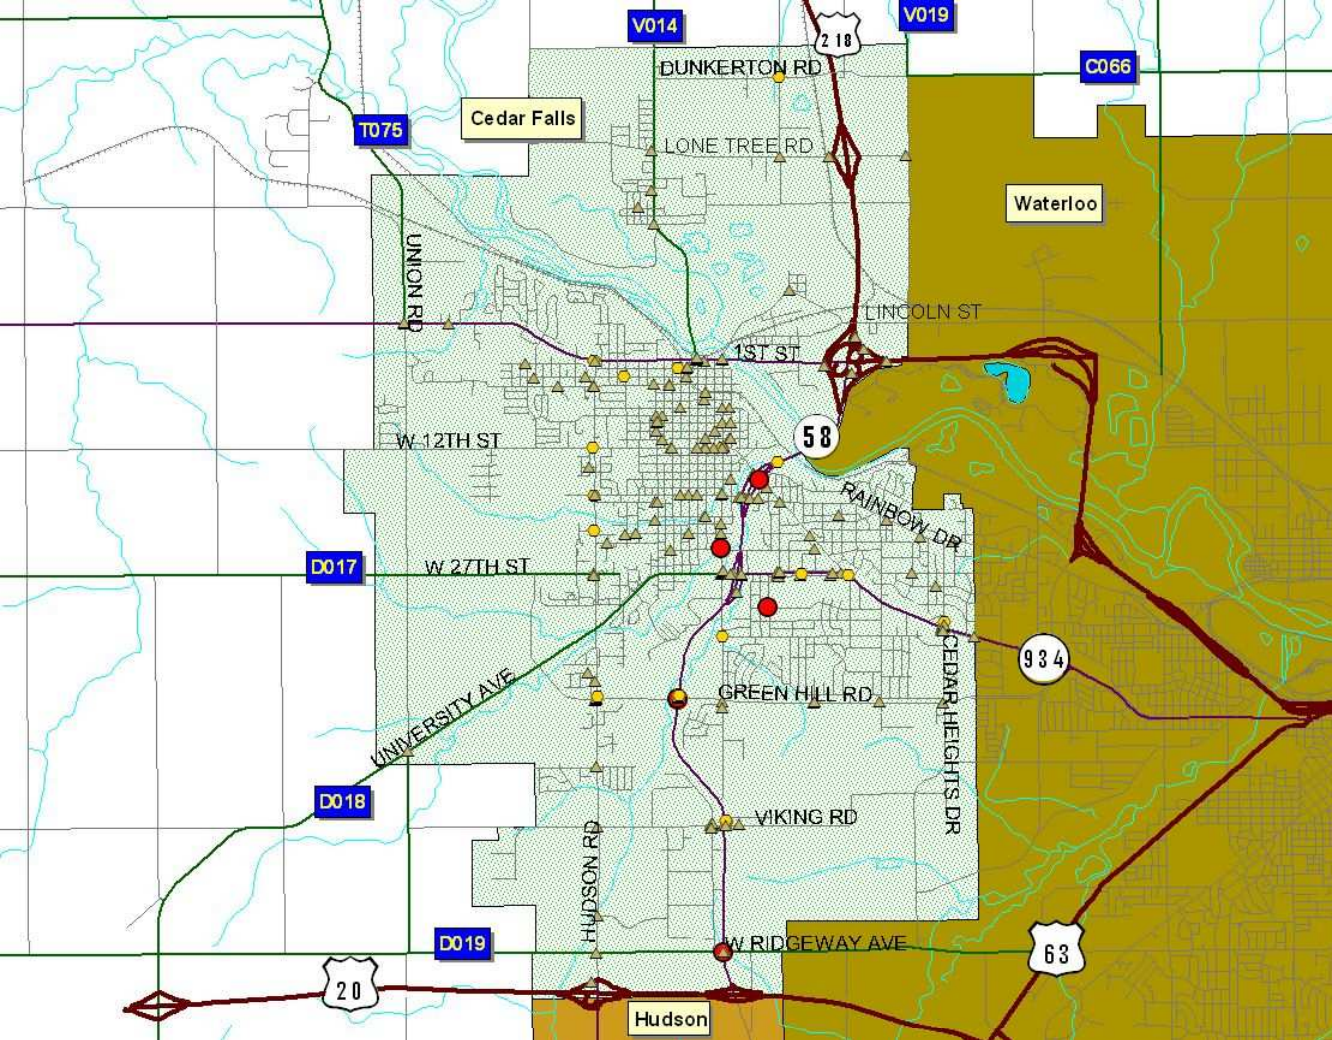 V014
V019
218
DUNKERTON RD
C066
Cedar Falls
T075
LONE TREE RD
Waterloo
UNION RD
LINCOLN ST
1ST ST
58
W 12TH ST
RAINBOW DR
D017
W 27TH ST
934
CEDAR HEIGHTS DR
UNIVERSITY AVE
GREEN HILL RD
D018
VIKING RD
HUDSON RD
D019
W RIDGEWAY AVE
63
20
Hudson